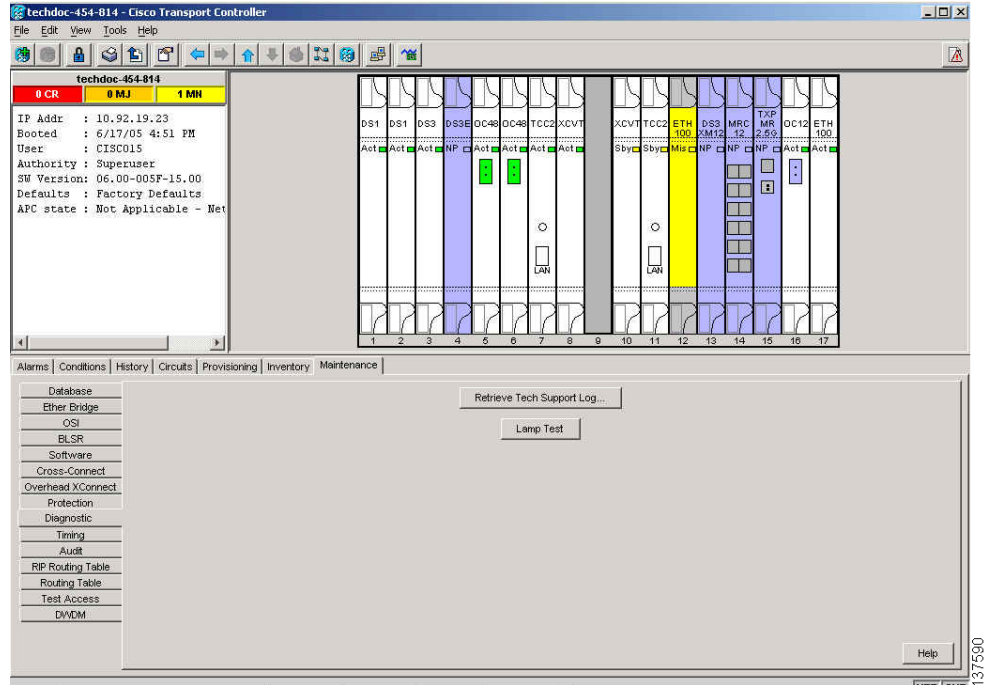 techdoc-454-814 - Cisco Transport Controller
File Edit View Tools Help
techdoc-454-814
0 CR 0 MJ 1 MN
IP Addr : 10.92.19.23
Booted : 6/17/05 4:51 PM
User : CISCO15
Authority : Superuser
SW Version: 06.00-005F-15.00
Defaults : Factory Defaults
APC state : Not Applicable - Net
DS1 DS1 DS3 DS3E OC48 OC48 TCC2 XCVT XCVT TCC2 ETH 100 DS3 XM12 MRC 12 TXP MR 2.5G OC12 ETH 100
Act Act Act NP Act Act Act Act Sby Sby Mis NP NP NP Act Act
LAN LAN
1 2 3 4 5 6 7 8 9 10 11 12 13 14 15 16 17
Alarms Conditions History Circuits Provisioning Inventory Maintenance
Database
Ether Bridge
OSI
BLSR
Software
Cross-Connect
Overhead XConnect
Protection
Diagnostic
Timing
Audit
RIP Routing Table
Routing Table
Test Access
DWDM
Retrieve Tech Support Log...
Lamp Test
Help
137590